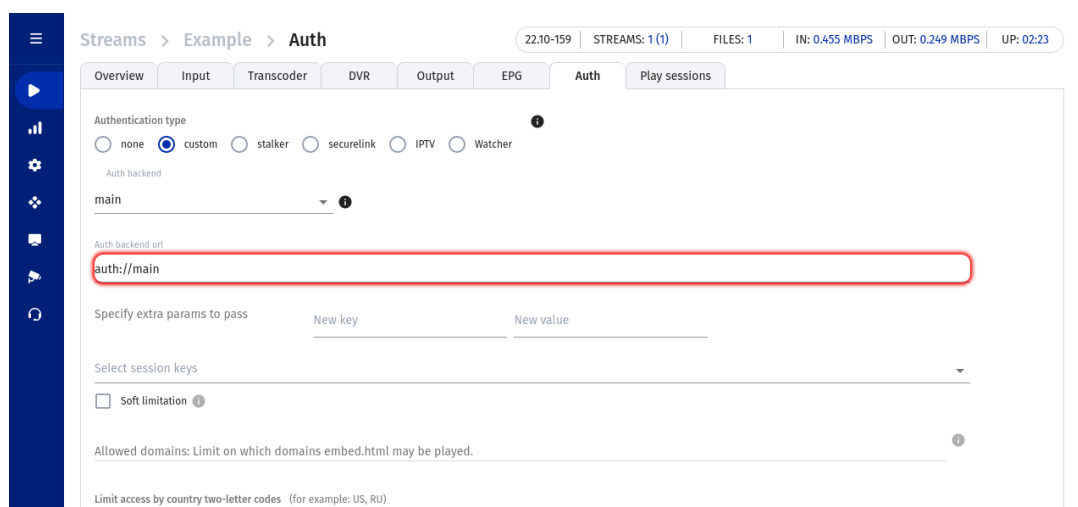 Streams > Example > Auth
22.10-159 STREAMS: 1 (1) FILES: 1 IN: 0.455 MBPS OUT: 0.249 MBPS UP: 02:23
Overview Input Transcoder DVR Output EPG Auth Play sessions
Authentication type
none custom stalker securelink IPTV Watcher
Auth backend
main
Auth backend url
auth://main
Specify extra params to pass New key New value
Select session keys
Soft limitation
Allowed domains: Limit on which domains embed.html may be played.
Limit access by country two-letter codes (for example: US, RU)